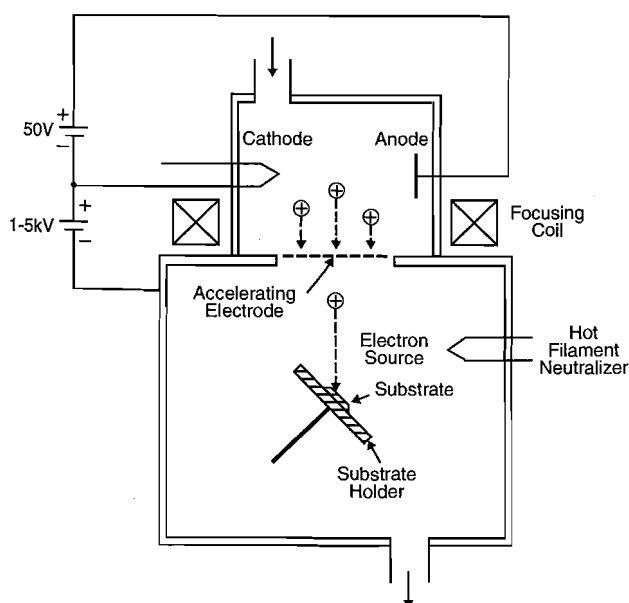 +
50V
−
Cathode
Anode
+
1-5kV
−
Focusing
Coil
+
+
+
Accelerating
Electrode
+
Electron
Source
Hot
Filament
Neutralizer
Substrate
Substrate
Holder